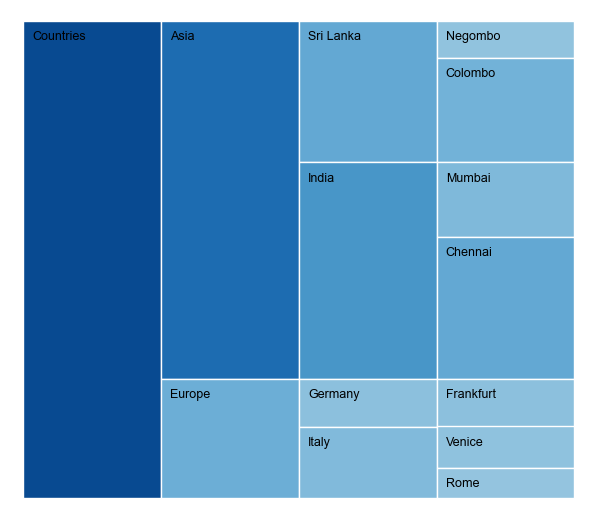 Countries
Asia
Sri Lanka
Negombo
Colombo
India
Mumbai
Chennai
Europe
Germany
Frankfurt
Italy
Venice
Rome